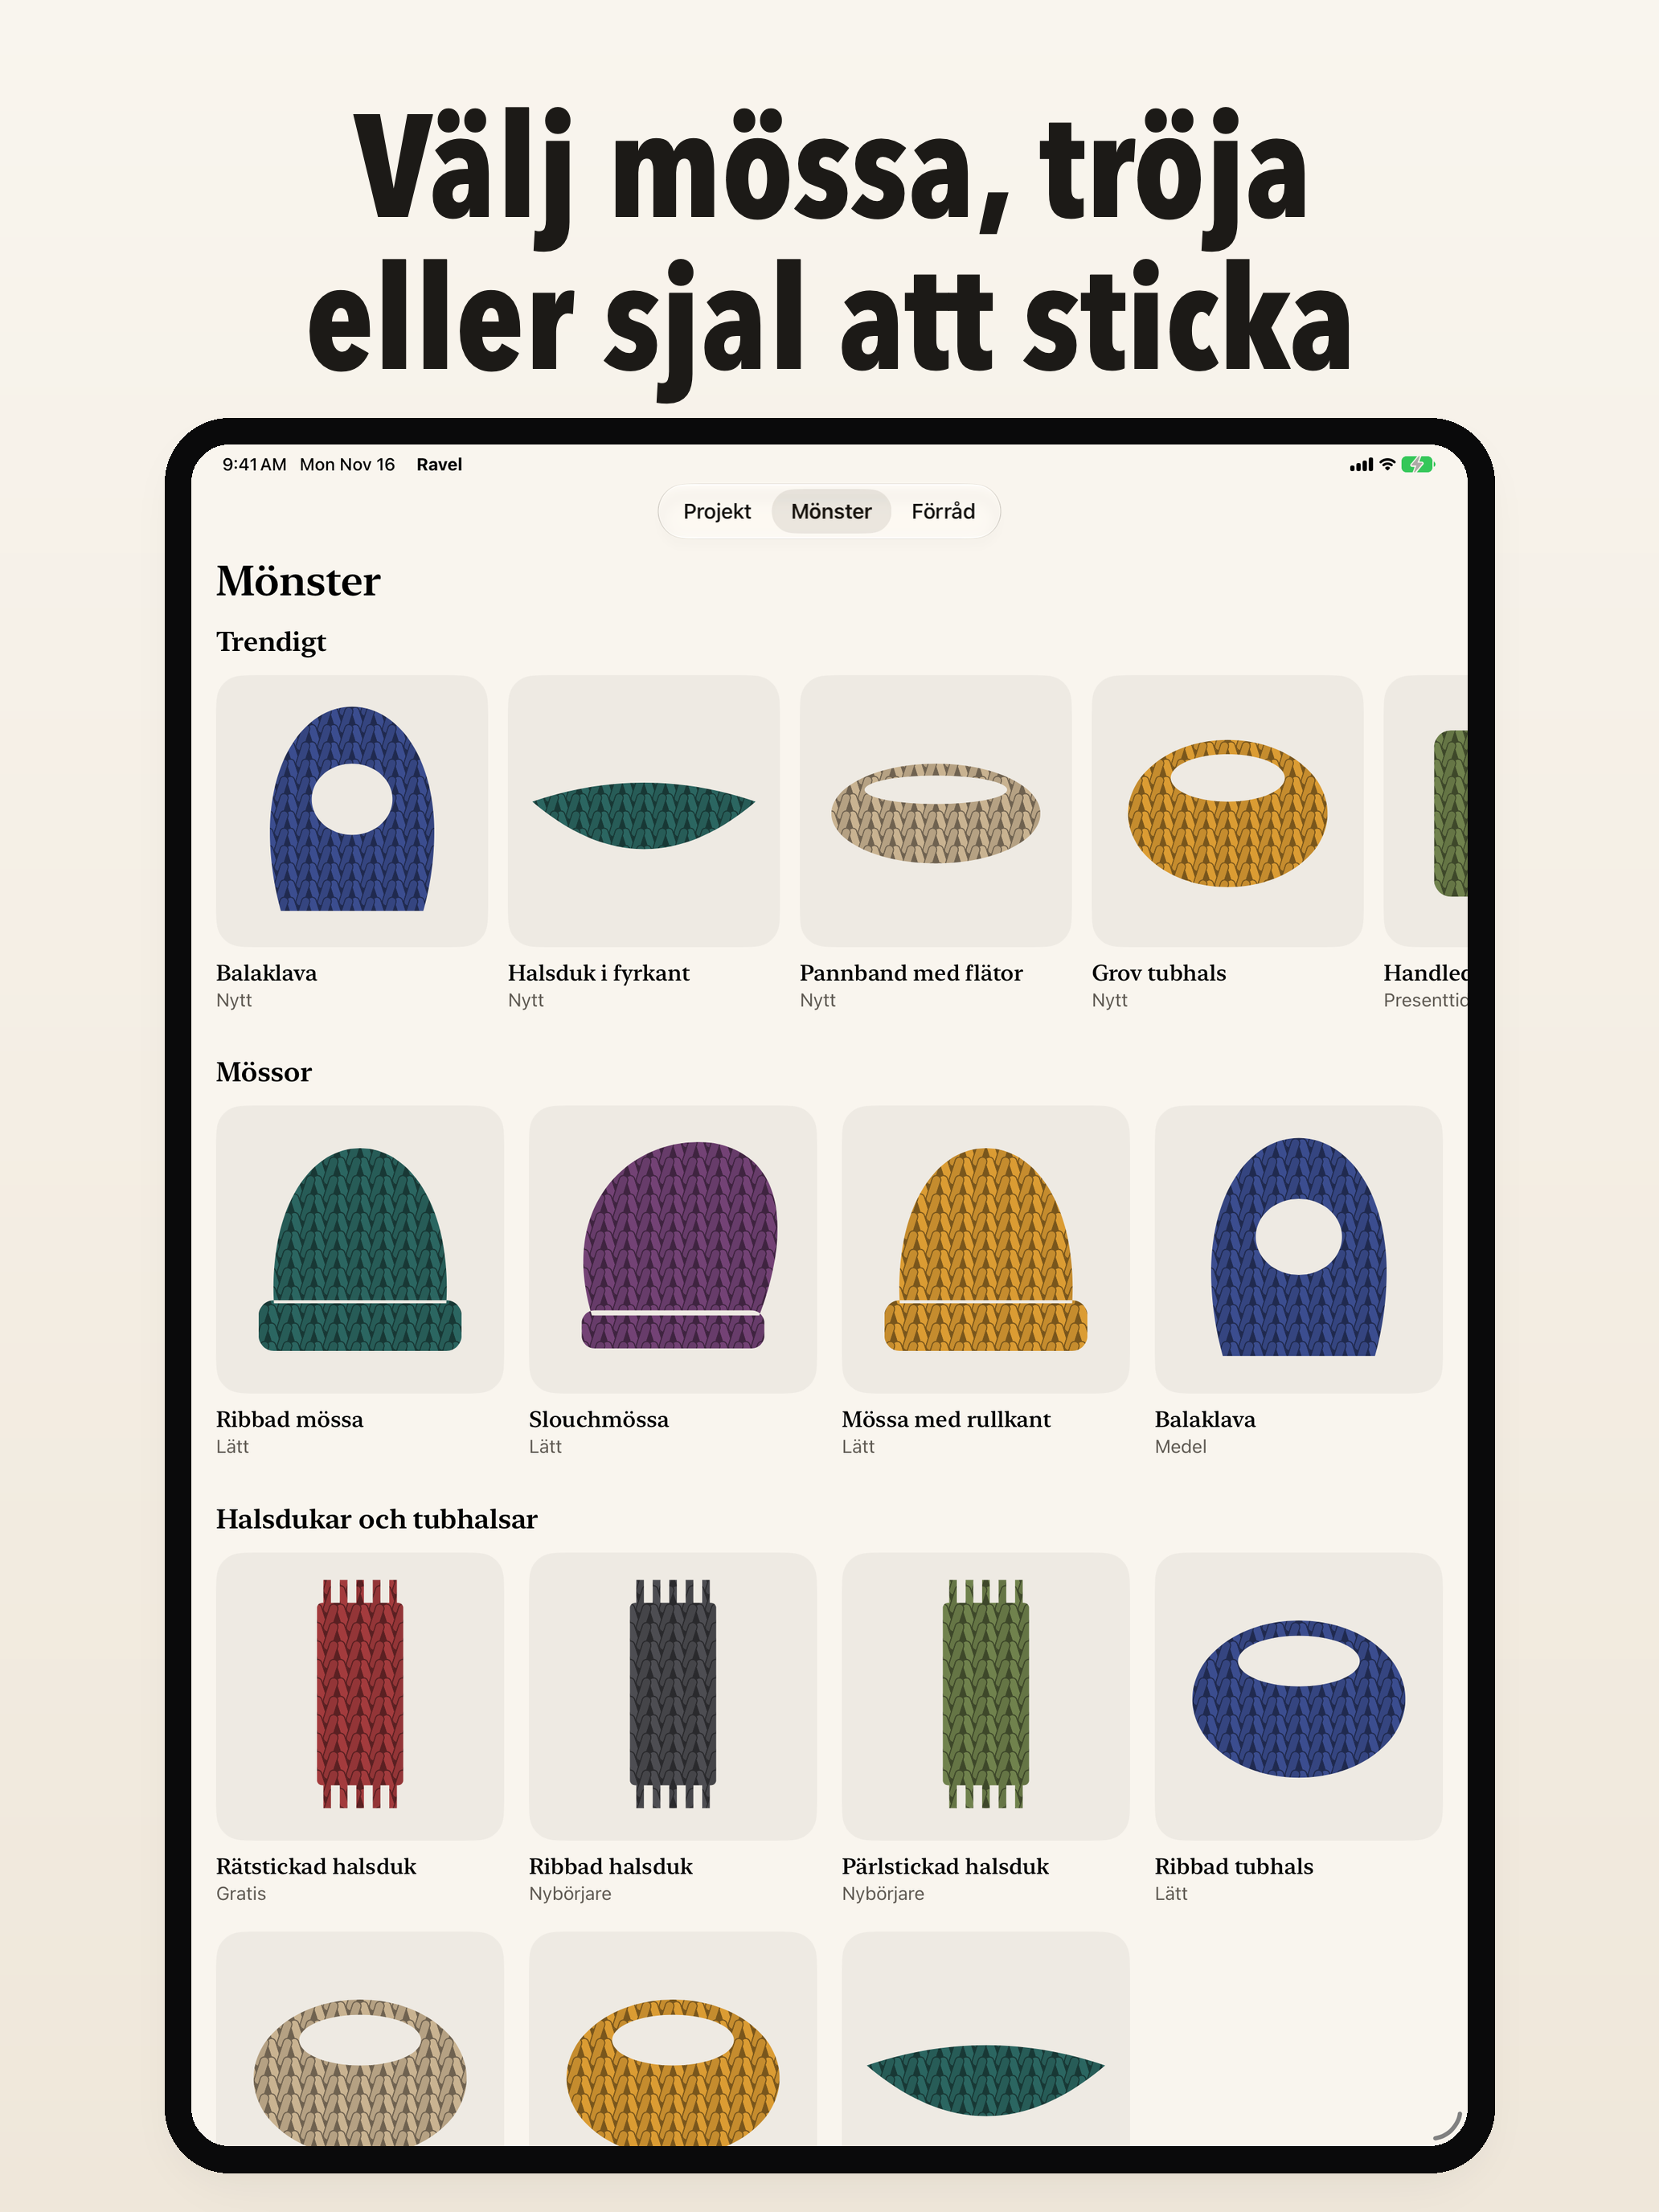 Välj mössa, tröja
eller sjal att sticka
9:41 AM Mon Nov 16 Ravel
Projekt Mönster Förråd
Mönster
Trendigt
Balaklava
Nytt
Halsduk i fyrkant
Nytt
Pannband med flätor
Nytt
Grov tubhals
Nytt
Mössor
Ribbad mössa
Lätt
Slouchmössa
Lätt
Mössa med rullkant
Lätt
Balaklava
Medel
Halsdukar och tubhalsar
Rätstickad halsduk
Gratis
Ribbad halsduk
Nybörjare
Pärlstickad halsduk
Nybörjare
Ribbad tubhals
Lätt